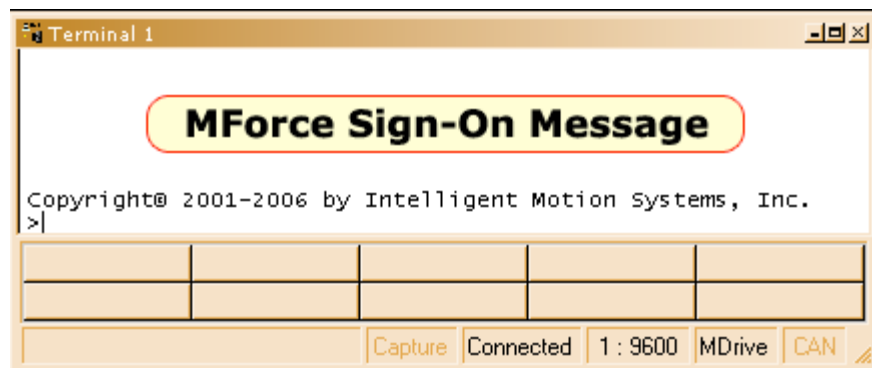 Terminal 1
MForce Sign-On Message
Copyright® 2001-2006 by Intelligent Motion Systems, Inc.
>
Capture Connected 1 : 9600 MDrive CAN